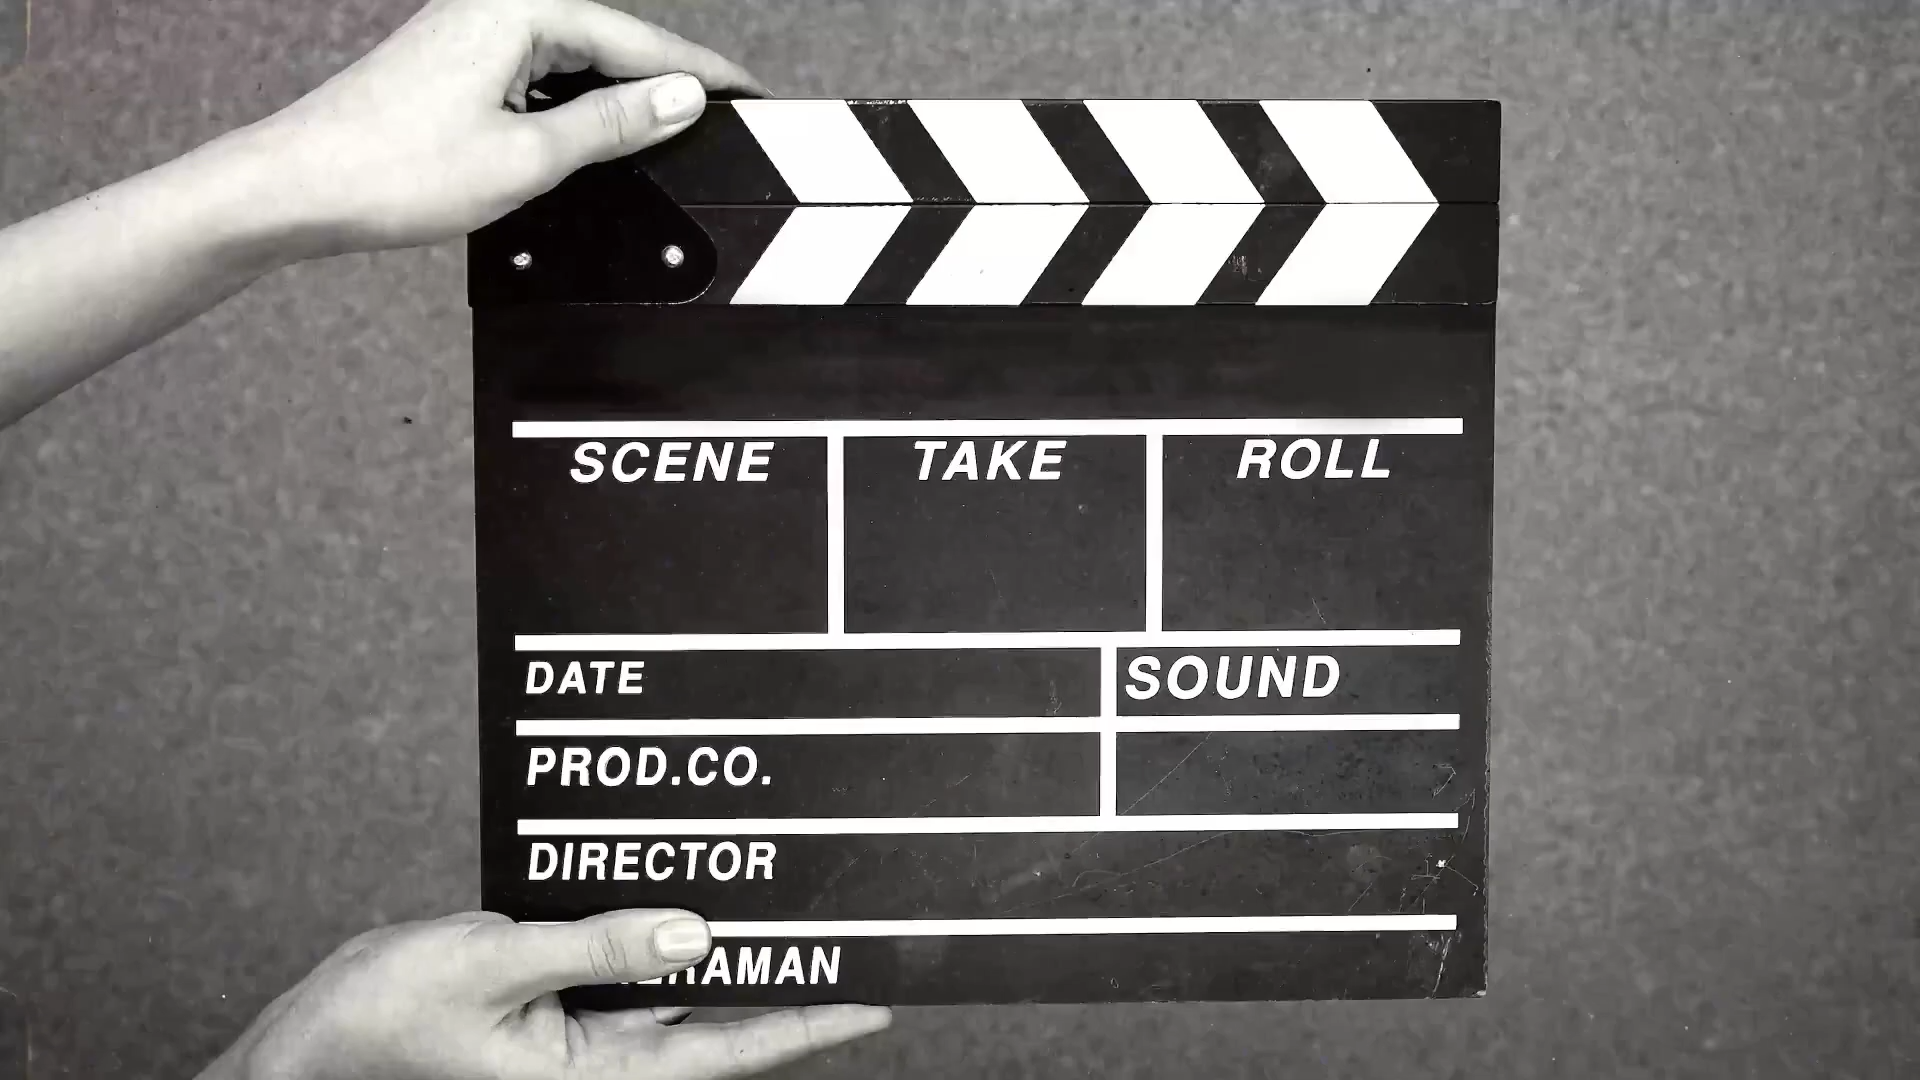 SCENE TAKE ROLL
DATE SOUND
PROD.CO.
DIRECTOR